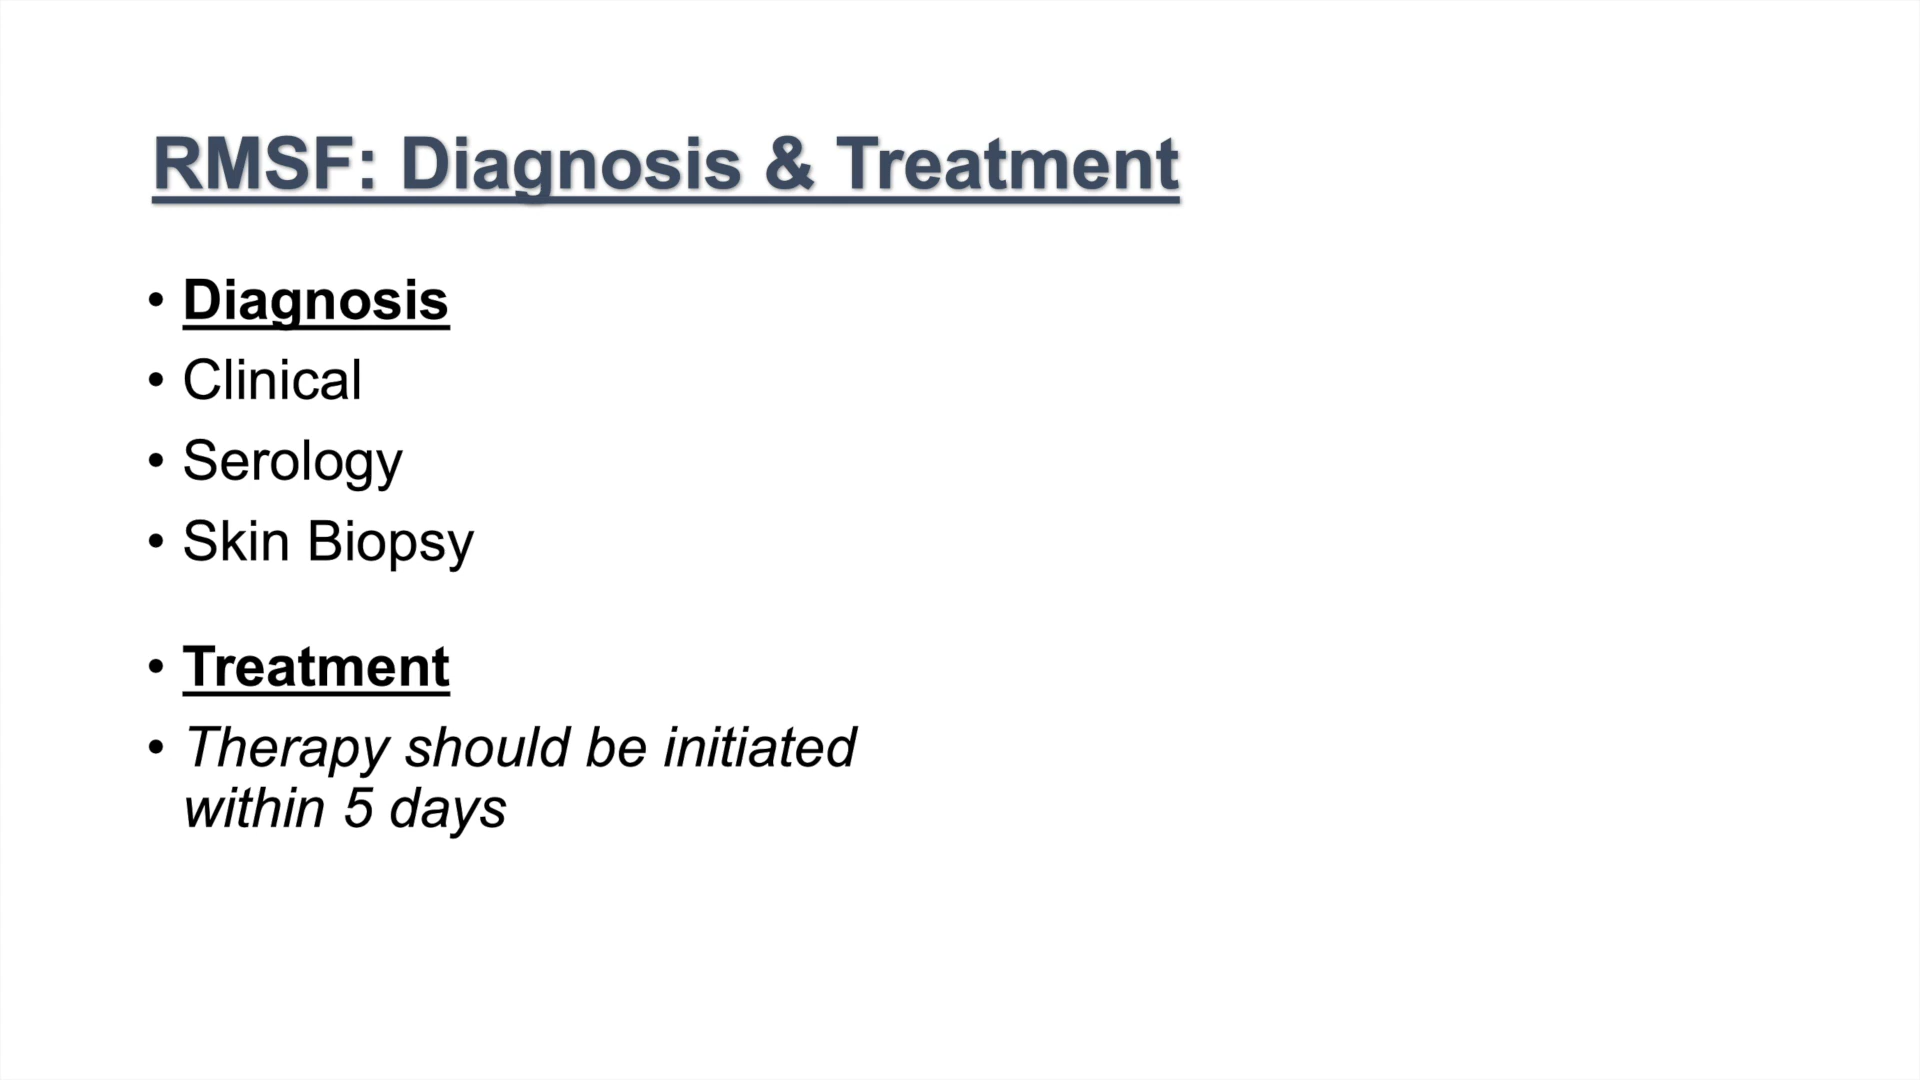 RMSF: Diagnosis & Treatment
• Diagnosis
• Clinical
• Serology
• Skin Biopsy
• Treatment
• Therapy should be initiated
within 5 days